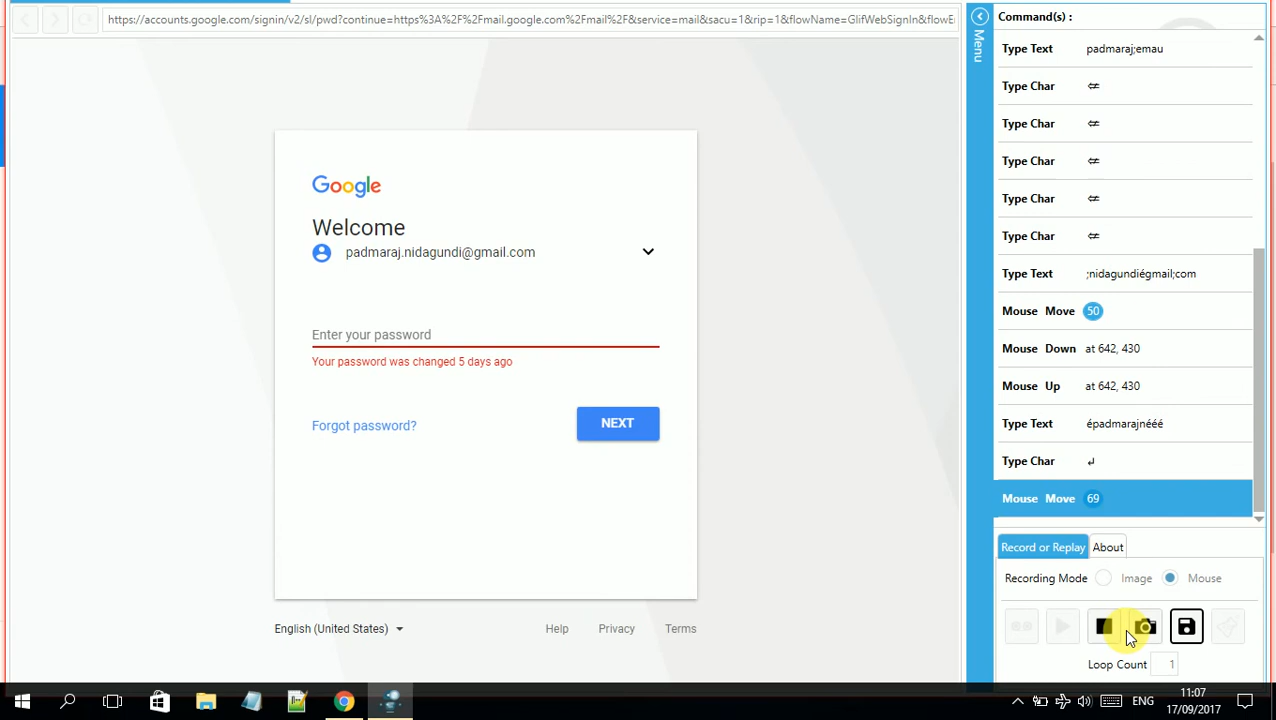 https://accounts.google.com/signin/v2/sl/pwd?continue=https%3A%2F%2Fmail.google.com%2Fmail%2F&service=mail&sacu=1&rip=1&flowName=GlifWebSignIn&flowE
Google
Welcome
padmaraj.nidagundi@gmail.com
Enter your password
Your password was changed 5 days ago
Forgot password?
NEXT
English (United States)
Help
Privacy
Terms
Menu
Command(s) :
Type Text padmaraj;emau
Type Char ⇍
Type Char ⇍
Type Char ⇍
Type Char ⇍
Type Char ⇍
Type Text ;nidagundiégmail;com
Mouse Move 50
Mouse Down at 642, 430
Mouse Up at 642, 430
Type Text épadmarajnééé
Type Char ↲
Mouse Move 69
Record or Replay
About
Recording Mode
Image
Mouse
Loop Count 1
ENG
11:07
17/09/2017